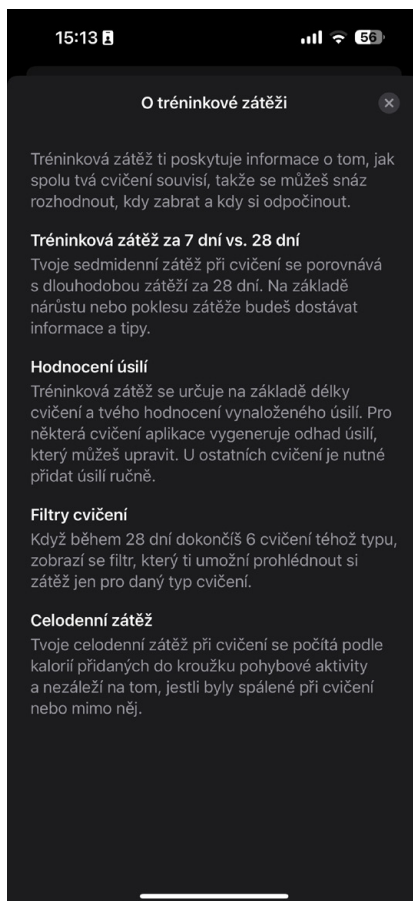 15:13
56
O tréninkové zátěži
Tréninková zátěž ti poskytuje informace o tom, jak
spolu tvá cvičení souvisí, takže se můžeš snáz
rozhodnout, kdy zabrat a kdy si odpočinout.
Tréninková zátěž za 7 dní vs. 28 dní
Tvoje sedmidenní zátěž při cvičení se porovnává
s dlouhodobou zátěží za 28 dní. Na základě
nárůstu nebo poklesu zátěže budeš dostávat
informace a tipy.
Hodnocení úsilí
Tréninková zátěž se určuje na základě délky
cvičení a tvého hodnocení vynaloženého úsilí. Pro
některá cvičení aplikace vygeneruje odhad úsilí,
který můžeš upravit. U ostatních cvičení je nutné
přidat úsilí ručně.
Filtry cvičení
Když během 28 dní dokončíš 6 cvičení téhož typu,
zobrazí se filtr, který ti umožní prohlédnout si
zátěž jen pro daný typ cvičení.
Celodenní zátěž
Tvoje celodenní zátěž při cvičení se počítá podle
kalorií přidaných do kroužku pohybové aktivity
a nezáleží na tom, jestli byly spálené při cvičení
nebo mimo něj.